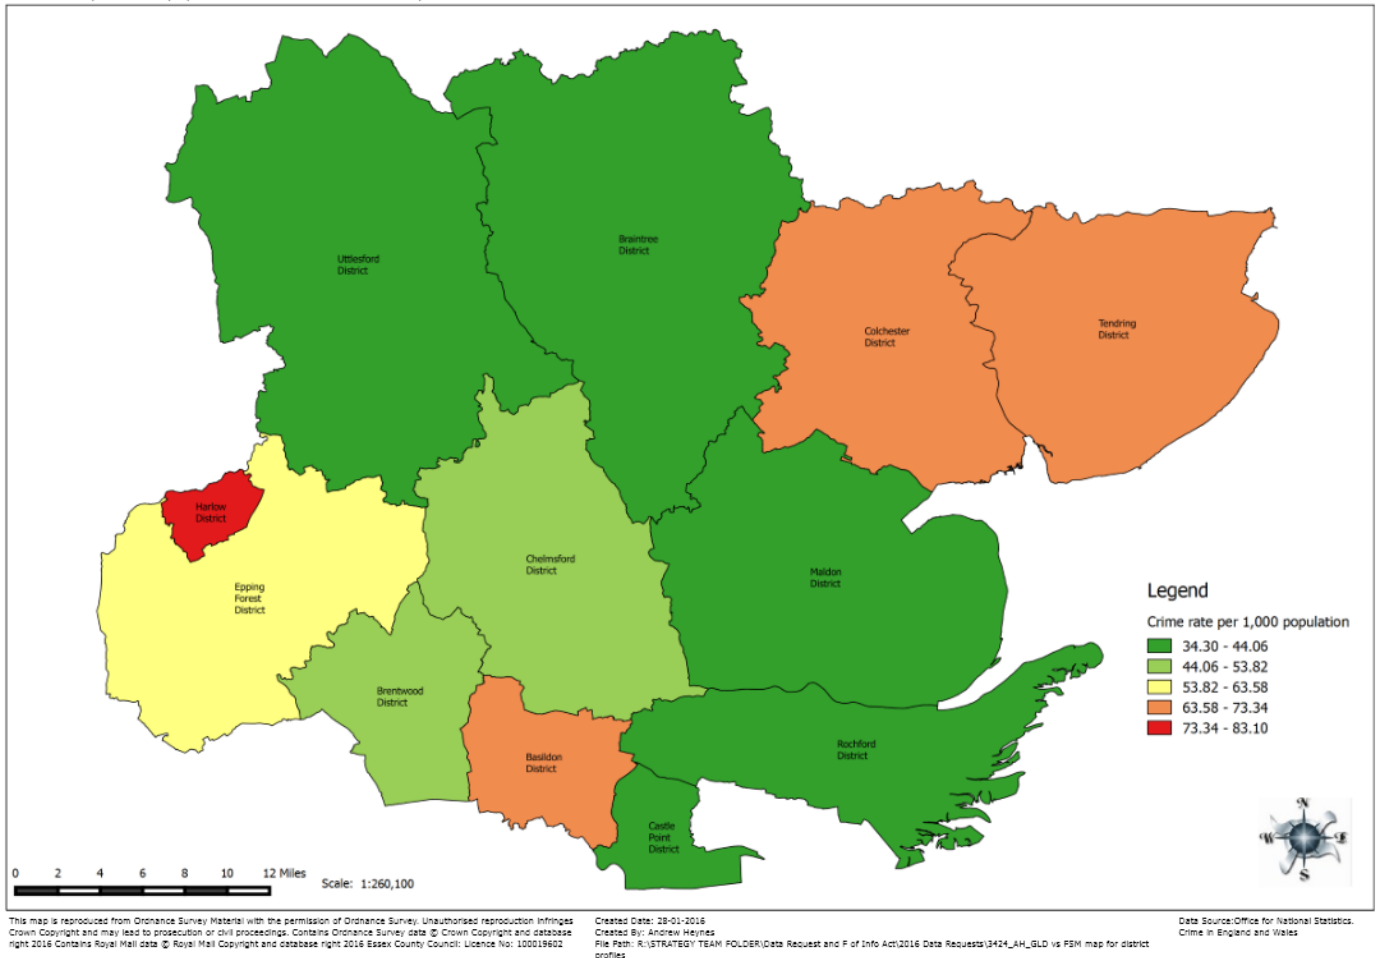 Uttlesford
District
Braintree
District
Colchester
District
Tendring
District
Harlow
District
Epping
Forest
District
Chelmsford
District
Maldon
District
Brentwood
District
Basildon
District
Rochford
District
Castle
Point
District
Legend
Crime rate per 1,000 population
34.30 - 44.06
44.06 - 53.82
53.82 - 63.58
63.58 - 73.34
73.34 - 83.10
N
W E
S
0 2 4 6 8 10 12 Miles
Scale: 1:260,100
This map is reproduced from Ordnance Survey Material with the permission of Ordnance Survey. Unauthorised reproduction infringes
Crown Copyright and may lead to prosecution or civil proceedings. Contains Ordnance Survey data © Crown Copyright and database
right 2016 Contains Royal Mail data © Royal Mail Copyright and database right 2016 Essex County Council: Licence No: 100019602
Created Date: 28-01-2016
Created By: Andrew Heynes
File Path: R:\STRATEGY TEAM FOLDER\Data Request and F of Info Act\2016 Data Requests\3424_AH_GLD vs FSM map for district
profiles
Data Source:Office for National Statistics.
Crime in England and Wales